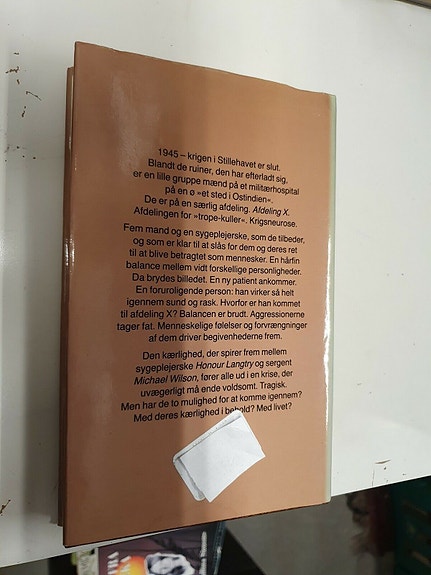 1945 – krigen i Stillehavet er slut.
Blandt de ruiner, den har efterladt sig,
er en lille gruppe mænd på et militærhospital
på en ø »et sted i Ostindien«.
De er på en særlig afdeling. Afdeling X.
Afdelingen for »trope-kuller«. Krigsneurose.
Fem mand og en sygeplejerske, som de tilbeder,
og som er klar til at slås for dem og deres ret
til at blive betragtet som mennesker. En hårfin
balance mellem vidt forskellige personligheder.
Da brydes billedet. En ny patient ankommer.
En foruroligende person: han virker så helt
igennem sund og rask. Hvorfor er han kommet
til afdeling X? Balancen er brudt. Aggressionerne
tager fat. Menneskelige følelser og forvrængninger
af dem driver begivenhederne frem.
Den kærlighed, der spirer frem mellem
sygeplejerske Honour Langtry og sergent
Michael Wilson, fører alle ud i en krise, der
uvægerligt må ende voldsomt. Tragisk.
Men har de to mulighed for at komme igennem?
Med deres kærlighed i behold? Med livet?